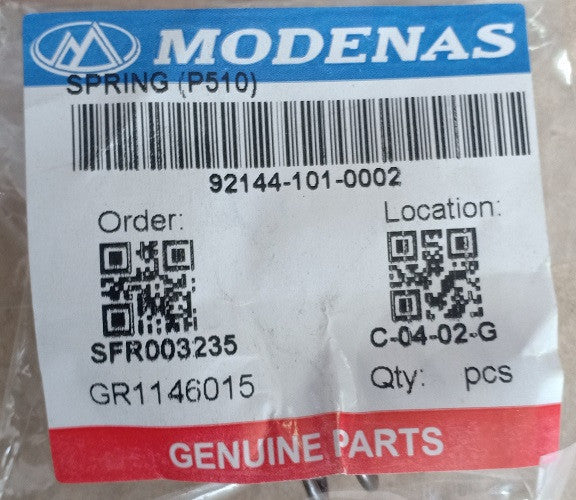 MODENAS
SPRING (P510)
92144-101-0002
Order:
SFR003235
GR1146015
Location:
C-04-02-G
Qty: pcs
GENUINE PARTS